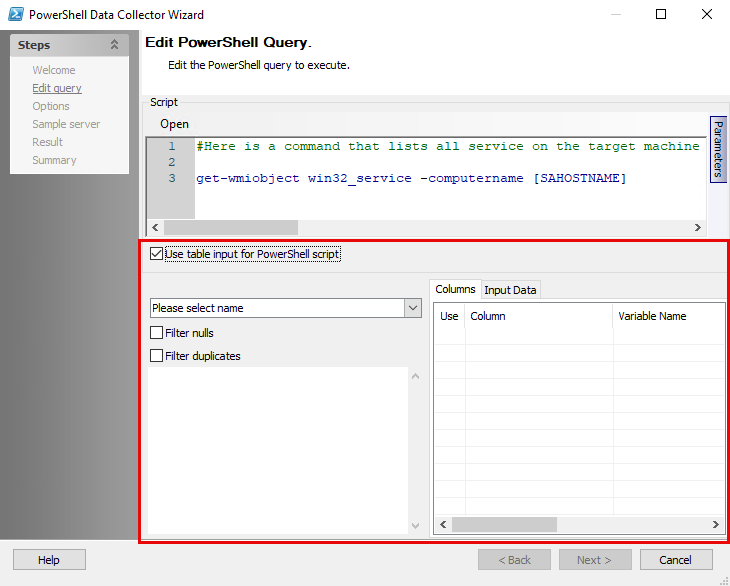 PowerShell Data Collector Wizard
Steps
Welcome
Edit query
Options
Sample server
Result
Summary
Edit PowerShell Query.
Edit the PowerShell query to execute.
Script
Open
Parameters
1 #Here is a command that lists all service on the target machine
2
3 get-wmiobject win32_service -computername [SAHOSTNAME]
Use table input for PowerShell script
Please select name
Filter nulls
Filter duplicates
Columns Input Data
Use Column Variable Name
Help < Back Next > Cancel